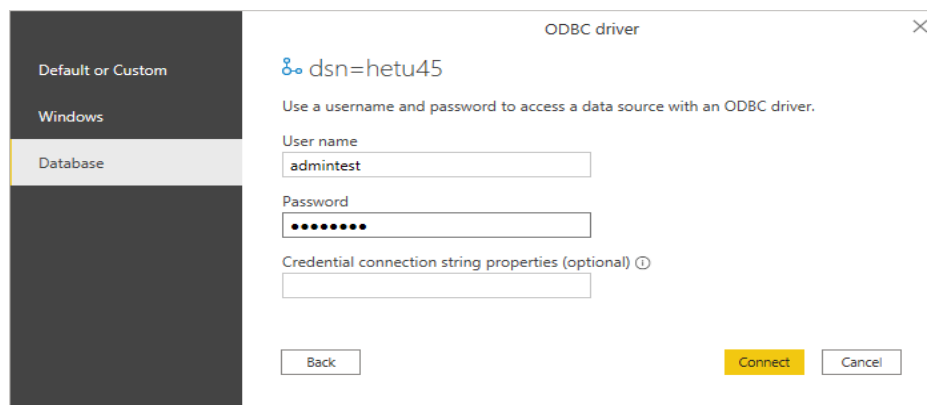 ODBC driver
Default or Custom
Windows
Database
dsn=hetu45
Use a username and password to access a data source with an ODBC driver.
User name
admintest
Password
●●●●●●●●
Credential connection string properties (optional)
Back
Connect
Cancel